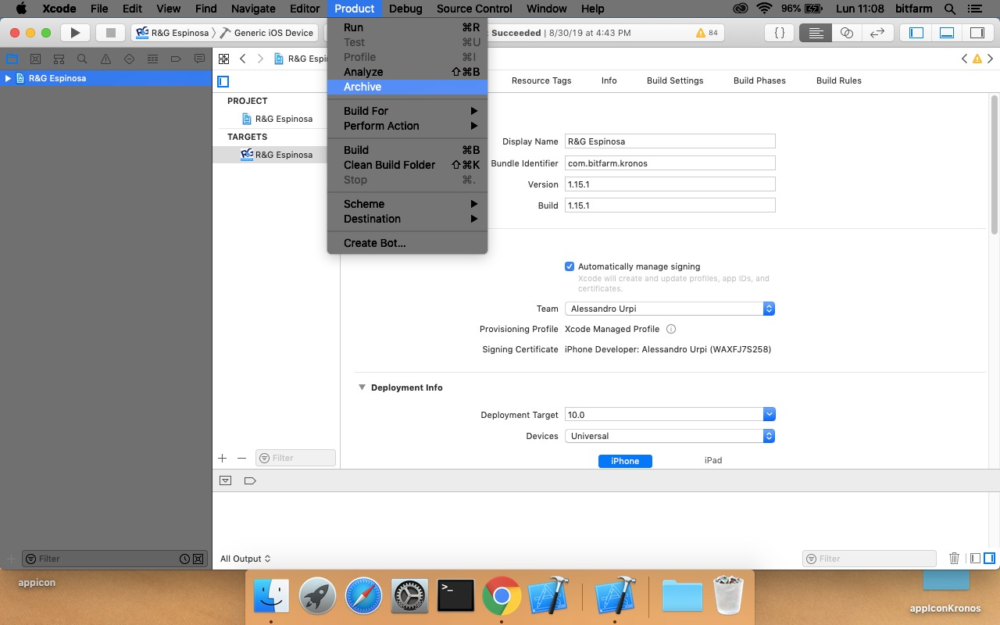 Xcode File Edit View Find Navigate Editor Product Debug Source Control Window Help 96% Lun 11:08 bitfarm
R&G Espinosa Generic iOS Device Succeeded | 8/30/19 at 4:43 PM 84 {}
R&G Espi
R&G Espinosa
Run ⌘R
Test ⌘U
Profile ⌘I
Analyze ⇧⌘B
Archive
Build For
Perform Action
Build ⌘B
Clean Build Folder ⇧⌘K
Stop ⌘.
Scheme
Destination
Create Bot...
Resource Tags Info Build Settings Build Phases Build Rules
PROJECT
R&G Espinosa
TARGETS
R&G Espinosa
Display Name R&G Espinosa
Bundle Identifier com.bitfarm.kronos
Version 1.15.1
Build 1.15.1
Automatically manage signing
Xcode will create and update profiles, app IDs, and
certificates.
Team Alessandro Urpi
Provisioning Profile Xcode Managed Profile
Signing Certificate iPhone Developer: Alessandro Urpi (WAXFJ7S258)
Deployment Info
Deployment Target 10.0
Devices Universal
iPhone iPad
Filter
Filter
All Output
Filter
appicon
appIconKronos